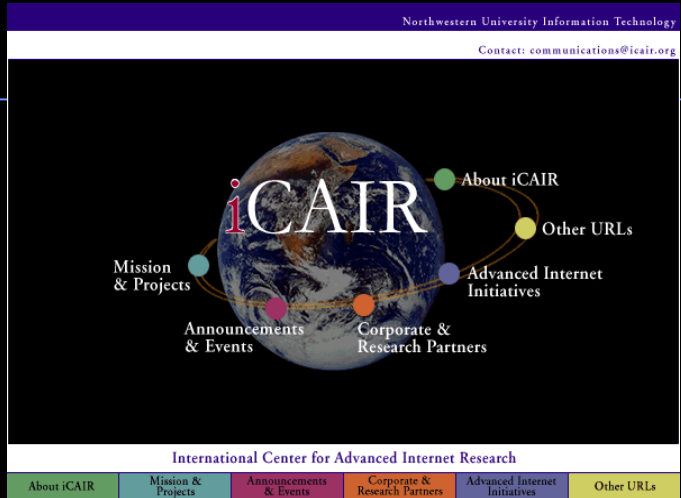 Northwestern University Information Technology
Contact: communications@icair.org
iCAIR
About iCAIR
Other URLs
Mission
& Projects
Advanced Internet
Initiatives
Announcements
& Events
Corporate &
Research Partners
International Center for Advanced Internet Research
About iCAIR
Mission &
Projects
Announcements
& Events
Corporate &
Research Partners
Advanced Internet
Initiatives
Other URLs